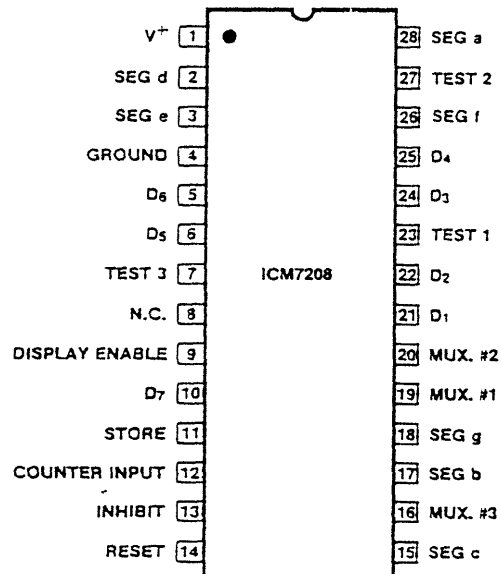 V+ 1 28 SEG a
SEG d 2 27 TEST 2
SEG e 3 26 SEG f
GROUND 4 25 D4
D6 5 24 D3
D5 6 23 TEST 1
TEST 3 7 ICM7208 22 D2
N.C. 8 21 D1
DISPLAY ENABLE 9 20 MUX. #2
D7 10 19 MUX. #1
STORE 11 18 SEG g
COUNTER INPUT 12 17 SEG b
INHIBIT 13 16 MUX. #3
RESET 14 15 SEG c